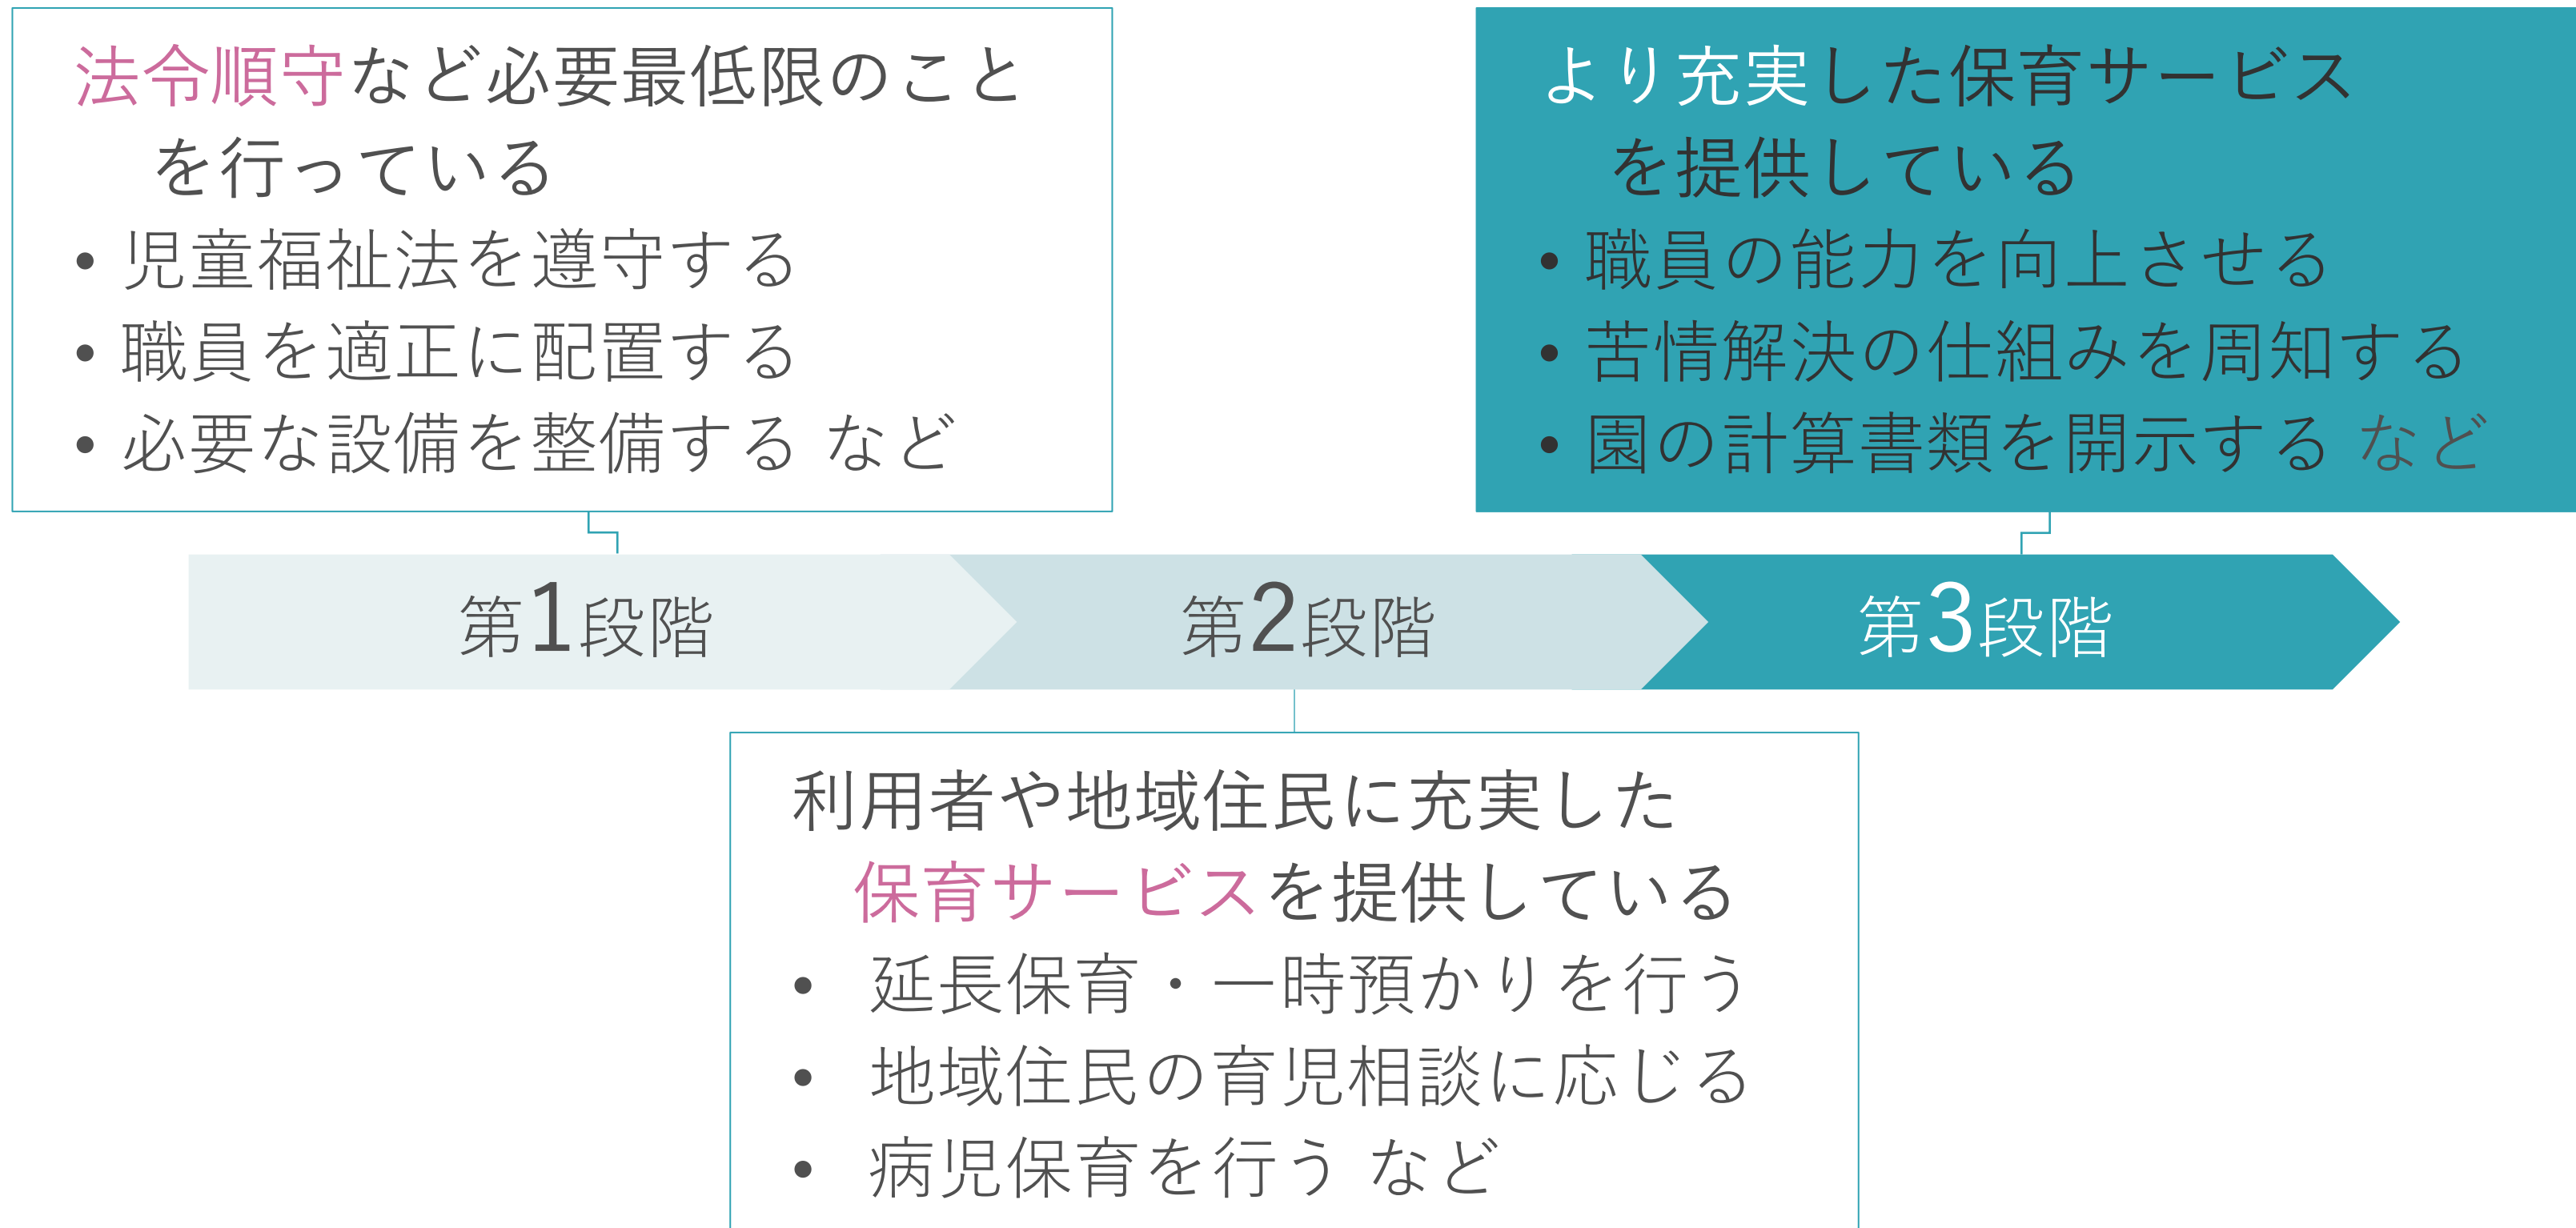 法令順守など必要最低限のこと
を行っている
• 児童福祉法を遵守する
• 職員を適正に配置する
• 必要な設備を整備する など
より充実した保育サービス
を提供している
• 職員の能力を向上させる
• 苦情解決の仕組みを周知する
• 園の計算書類を開示する など
第1段階
第2段階
第3段階
利用者や地域住民に充実した
保育サービスを提供している
• 延長保育・一時預かりを行う
• 地域住民の育児相談に応じる
• 病児保育を行う など